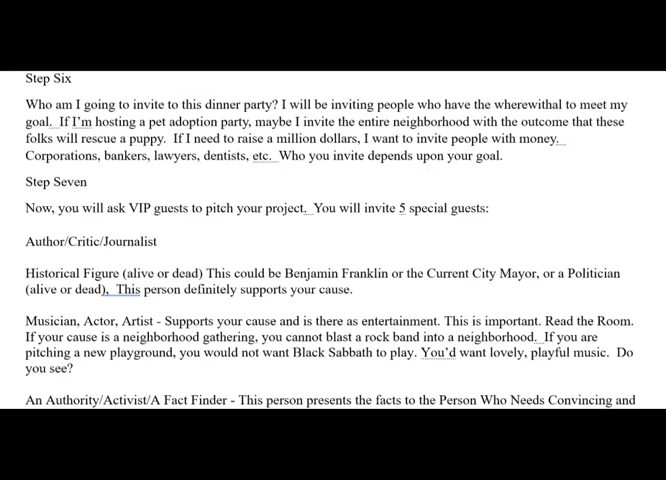 Step Six
Who am I going to invite to this dinner party? I will be inviting people who have the wherewithal to meet my
goal.  If I’m hosting a pet adoption party, maybe I invite the entire neighborhood with the outcome that these
folks will rescue a puppy.  If I need to raise a million dollars, I want to invite people with money.
Corporations, bankers, lawyers, dentists, etc.  Who you invite depends upon your goal.
Step Seven
Now, you will ask VIP guests to pitch your project.  You will invite 5 special guests:
Author/Critic/Journalist
Historical Figure (alive or dead) This could be Benjamin Franklin or the Current City Mayor, or a Politician
(alive or dead),  This person definitely supports your cause.
Musician, Actor, Artist - Supports your cause and is there as entertainment. This is important. Read the Room.
If your cause is a neighborhood gathering, you cannot blast a rock band into a neighborhood.  If you are
pitching a new playground, you would not want Black Sabbath to play. You’d want lovely, playful music.  Do
you see?
An Authority/Activist/A Fact Finder - This person presents the facts to the Person Who Needs Convincing and